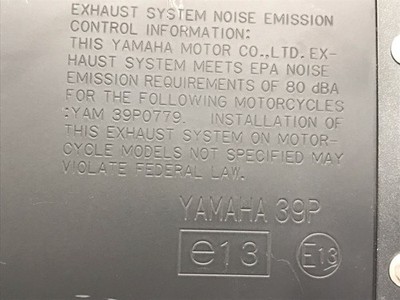 EXHAUST SYSTEM NOISE EMISSION
CONTROL INFORMATION:
THIS YAMAHA MOTOR CO.,LTD. EX-
HAUST SYSTEM MEETS EPA NOISE
EMISSION REQUIREMENTS OF 80 dBA
FOR THE FOLLOWING MOTORCYCLES
:YAM 39P0779. INSTALLATION OF
THIS EXHAUST SYSTEM ON MOTOR-
CYCLE MODELS NOT SPECIFIED MAY
VIOLATE FEDERAL LAW.
YAMAHA 39P
e13 E13